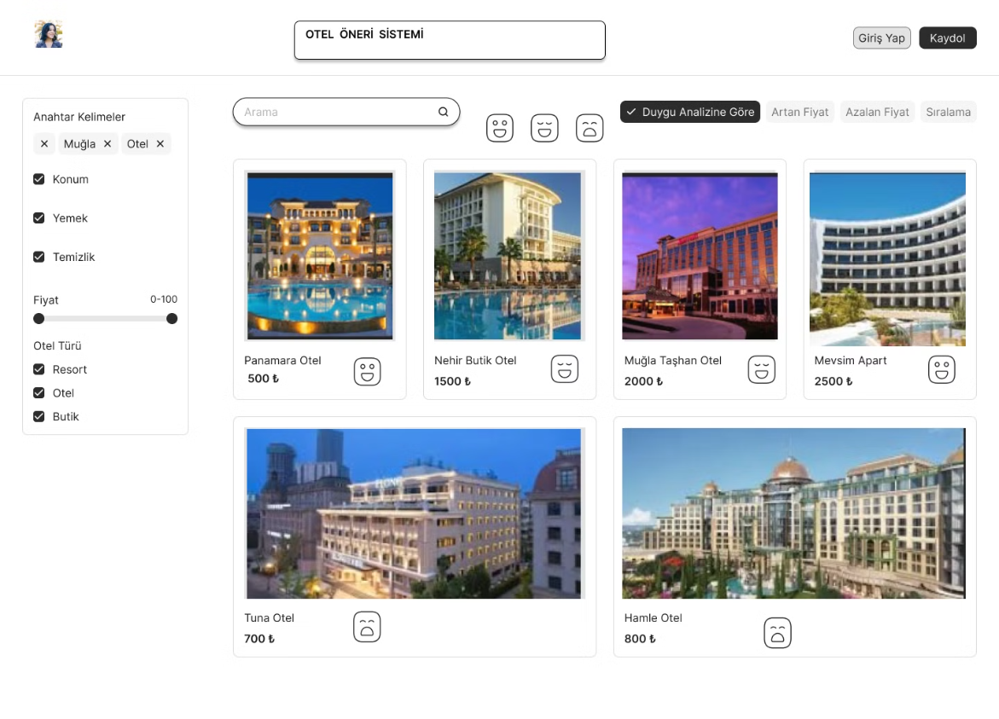 OTEL ÖNERİ SİSTEMİ
Giriş Yap
Kaydol
Anahtar Kelimeler
Muğla
Otel
Konum
Yemek
Temizlik
Fiyat 0-100
Otel Türü
Resort
Otel
Butik
Arama
Duygu Analizine Göre
Artan Fiyat
Azalan Fiyat
Sıralama
Panamara Otel
500 ₺
Nehir Butik Otel
1500 ₺
Muğla Taşhan Otel
2000 ₺
Mevsim Apart
2500 ₺
Tuna Otel
700 ₺
Hamle Otel
800 ₺